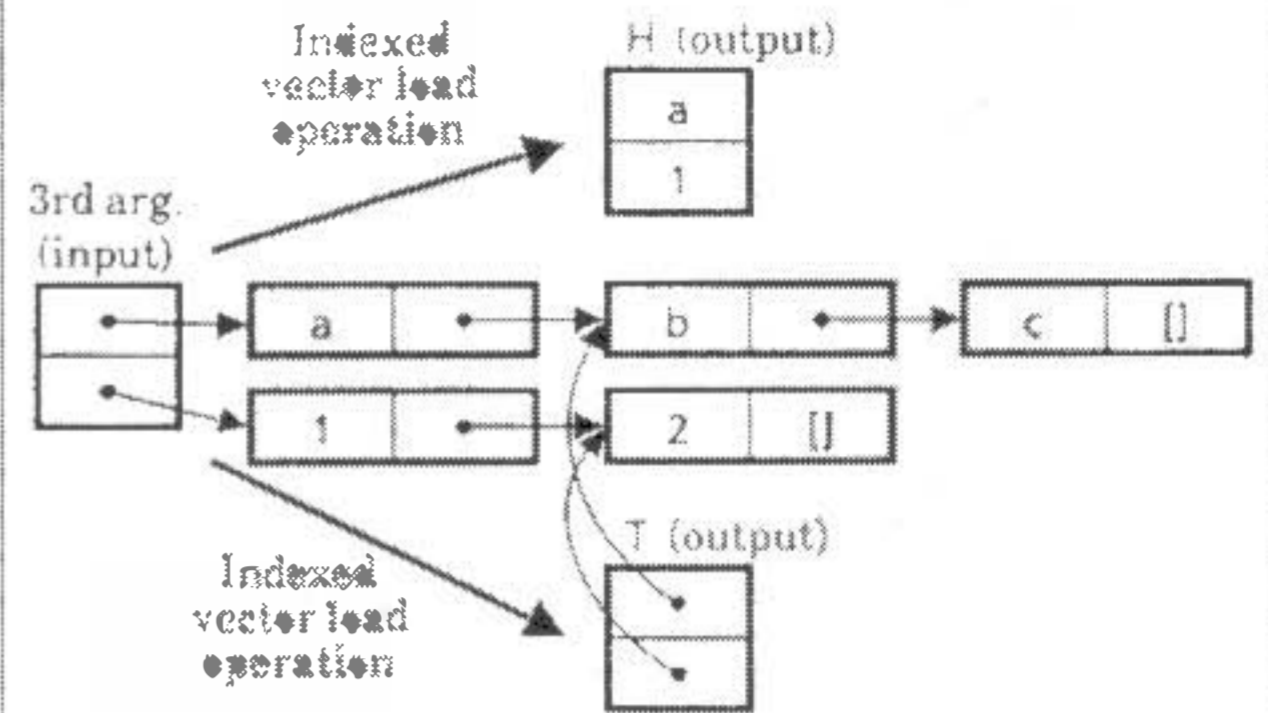 Indexed
vector load
operation
H (output)
a
1
3rd arg.
(input)
a
b
c []
1
2 []
T (output)
Indexed
vector load
operation